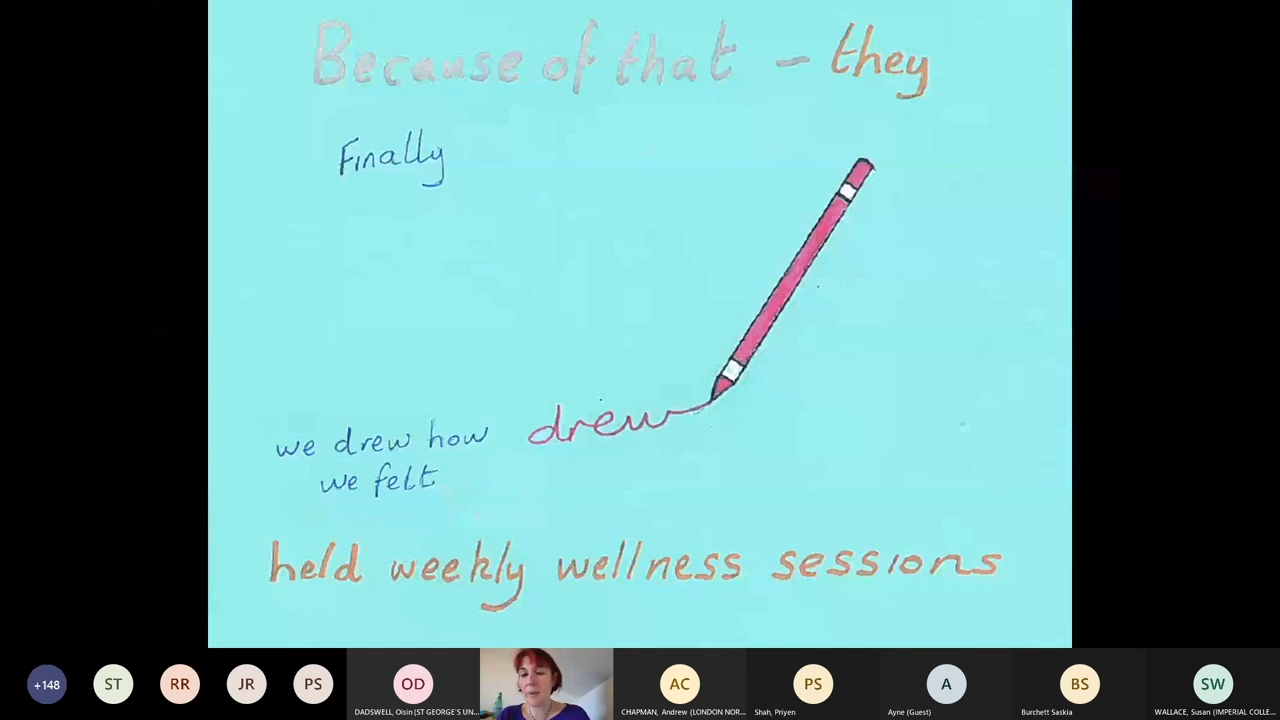 Because of that - they
Finally
we drew how drew
we felt
held weekly wellness sessions
+148
ST
RR
JR
PS
OD
AC
PS
A
BS
SW
DADSWELL, Oisin (ST GEORGE'S UN...
CHAPMAN, Andrew (LONDON NOR...
Shah, Priyen
Ayne (Guest)
Burchett Saskia
WALLACE, Susan (IMPERIAL COLLE...